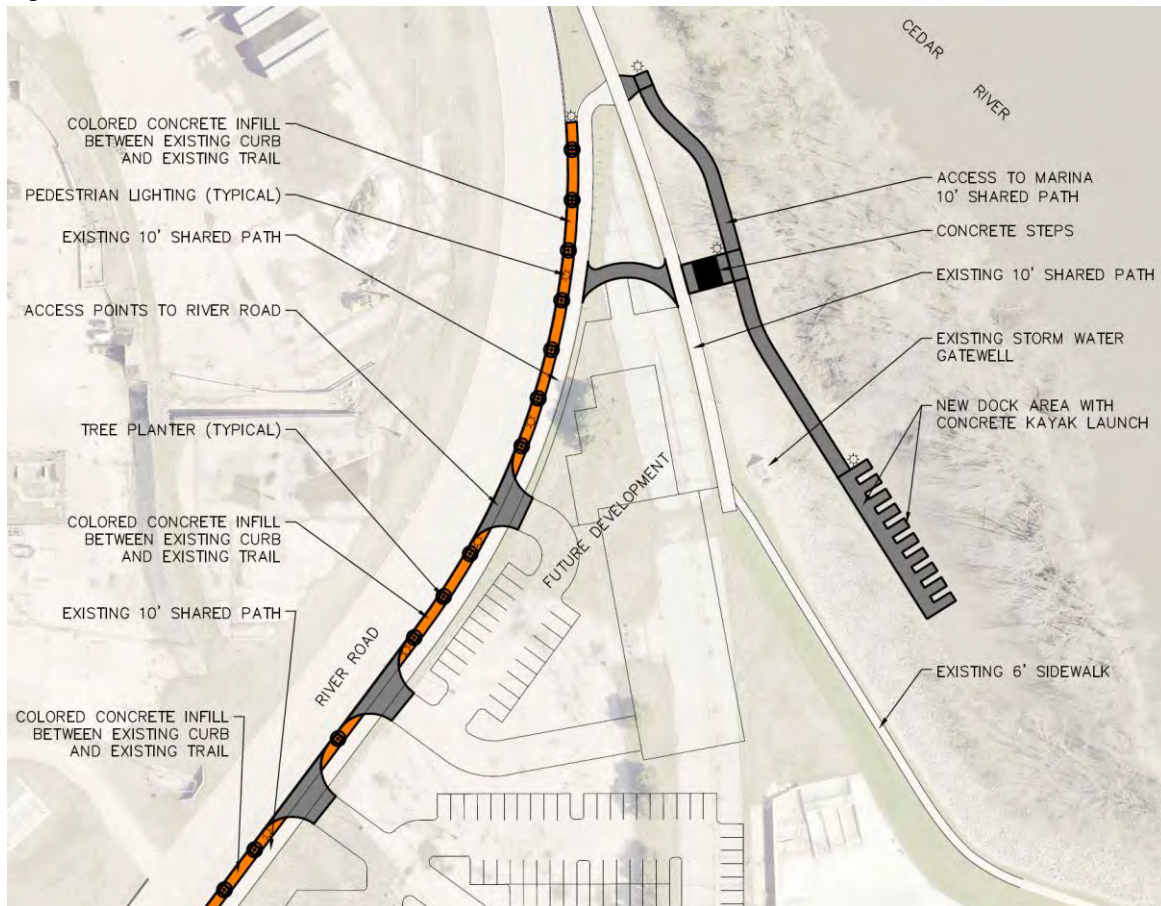 CEDAR
RIVER
COLORED CONCRETE INFILL
BETWEEN EXISTING CURB
AND EXISTING TRAIL
PEDESTRIAN LIGHTING (TYPICAL)
EXISTING 10' SHARED PATH
ACCESS POINTS TO RIVER ROAD
TREE PLANTER (TYPICAL)
COLORED CONCRETE INFILL
BETWEEN EXISTING CURB
AND EXISTING TRAIL
EXISTING 10' SHARED PATH
COLORED CONCRETE INFILL
BETWEEN EXISTING CURB
AND EXISTING TRAIL
RIVER ROAD
FUTURE DEVELOPMENT
ACCESS TO MARINA
10' SHARED PATH
CONCRETE STEPS
EXISTING 10' SHARED PATH
EXISTING STORM WATER
GATEWELL
NEW DOCK AREA WITH
CONCRETE KAYAK LAUNCH
EXISTING 6' SIDEWALK